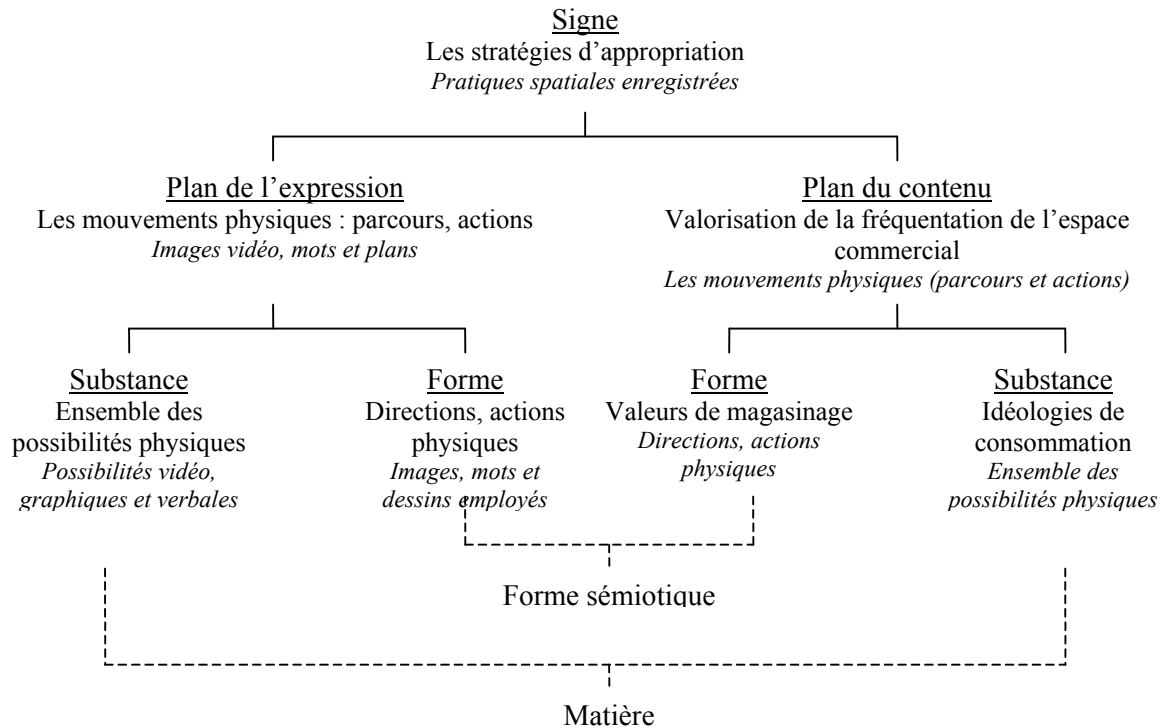 Signe
Les stratégies d’appropriation
Pratiques spatiales enregistrées
Plan de l’expression
Les mouvements physiques : parcours, actions
Images vidéo, mots et plans
Plan du contenu
Valorisation de la fréquentation de l’espace
commercial
Les mouvements physiques (parcours et actions)
Substance
Ensemble des
possibilités physiques
Possibilités vidéo,
graphiques et verbales
Forme
Directions, actions
physiques
Images, mots et
dessins employés
Forme
Valeurs de magasinage
Directions, actions
physiques
Substance
Idéologies de
consommation
Ensemble des
possibilités physiques
Forme sémiotique
Matière